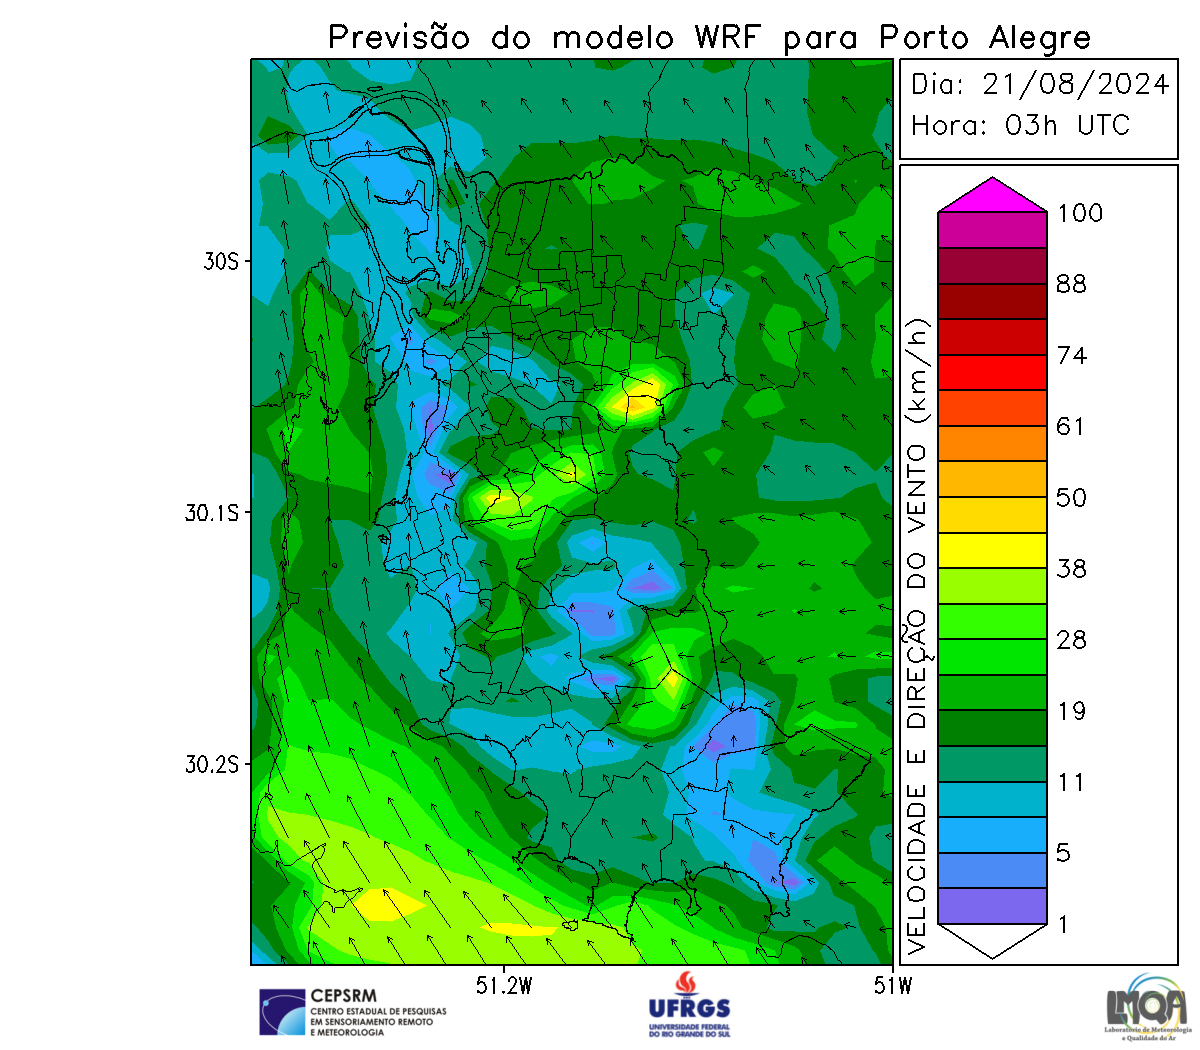 Previsão do modelo WRF para Porto Alegre
Dia: 21/08/2024
Hora: 03h UTC
30S
30.1S
30.2S
51.2W
51W
VELOCIDADE E DIREÇÃO DO VENTO (km/h)
100
88
74
61
50
38
28
19
11
5
1
CEPSRM
CENTRO ESTADUAL DE PESQUISAS
EM SENSORIAMENTO REMOTO
E METEOROLOGIA
UFRGS
UNIVERSIDADE FEDERAL
DO RIO GRANDE DO SUL
LMQA
Laboratório de Meteorologia
e Qualidade do Ar